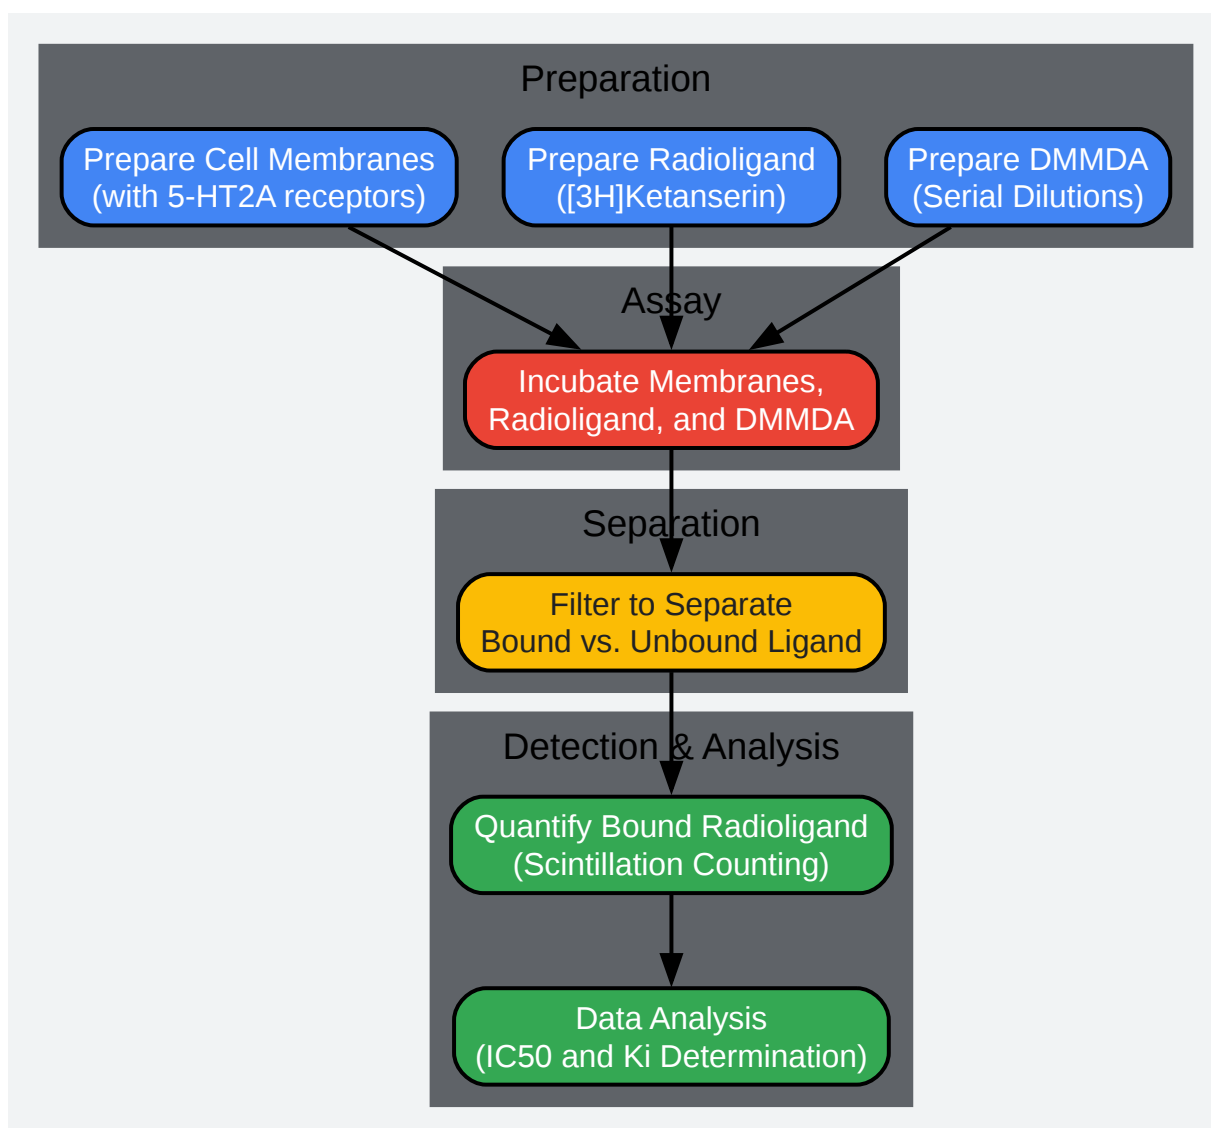 Preparation
Prepare Cell Membranes
(with 5-HT2A receptors)
Prepare Radioligand
([3H]Ketanserin)
Prepare DMMDA
(Serial Dilutions)
Assay
Incubate Membranes,
Radioligand, and DMMDA
Separation
Filter to Separate
Bound vs. Unbound Ligand
Detection & Analysis
Quantify Bound Radioligand
(Scintillation Counting)
Data Analysis
(IC50 and Ki Determination)